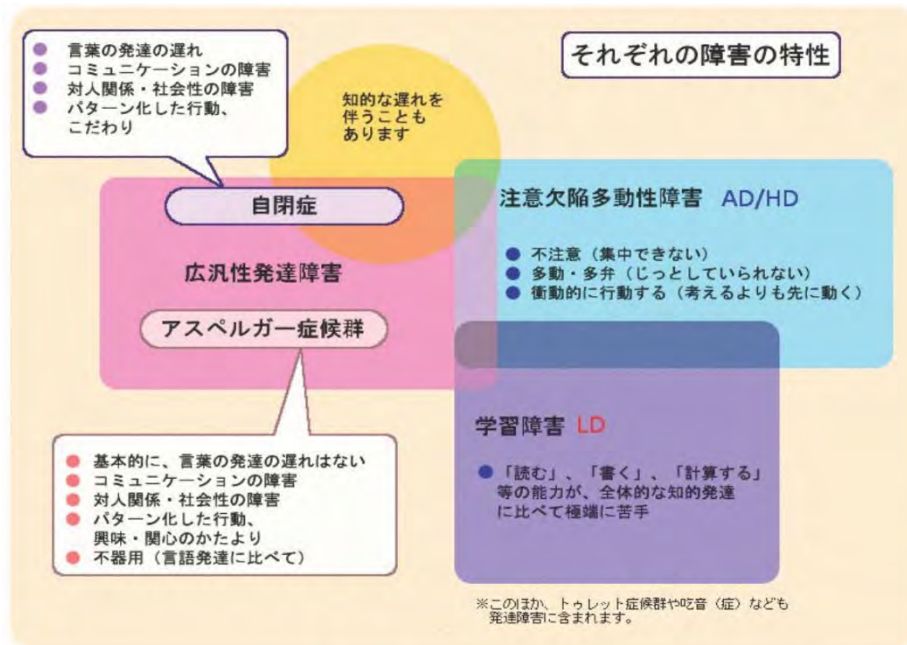 それぞれの障害の特性
● 言葉の発達の遅れ
● コミュニケーションの障害
● 対人関係・社会性の障害
● パターン化した行動、
こだわり
知的な遅れを
伴うことも
あります
自閉症
広汎性発達障害
アスペルガー症候群
● 基本的に、言葉の発達の遅れはない
● コミュニケーションの障害
● 対人関係・社会性の障害
● パターン化した行動、
興味・関心のかたより
● 不器用（言語発達に比べて）
注意欠陥多動性障害 AD/HD
● 不注意（集中できない）
● 多動・多弁（じっとしていられない）
● 衝動的に行動する（考えるよりも先に動く）
学習障害 LD
● 「読む」、「書く」、「計算する」
等の能力が、全体的な知的発達
に比べて極端に苦手
※このほか、トゥレット症候群や吃音（症）なども
発達障害に含まれます。